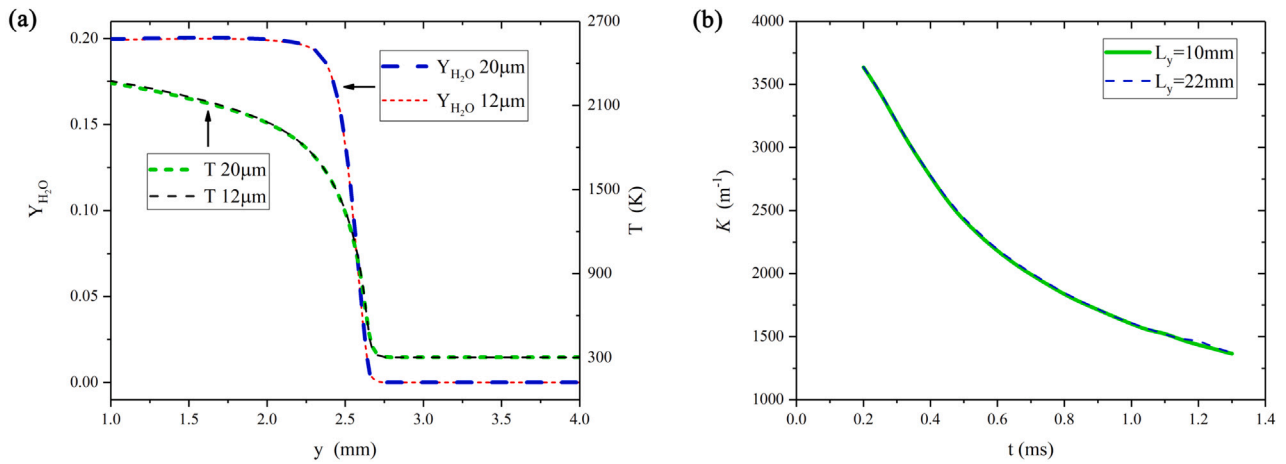 (a)
0.20
0.15
0.10
0.05
0.00
Y_H₂O
2700
2100
1500
900
300
T (K)
Y_H₂O 20μm
Y_H₂O 12μm
T 20μm
T 12μm
1.0 1.5 2.0 2.5 3.0 3.5 4.0
y (mm)
(b)
4000
3500
3000
2500
2000
1500
1000
K (m⁻¹)
L_y=10mm
L_y=22mm
0.0 0.2 0.4 0.6 0.8 1.0 1.2 1.4
t (ms)